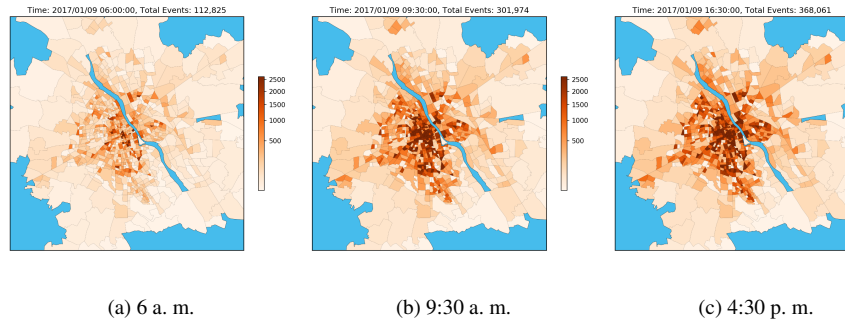 Time: 2017/01/09 06:00:00, Total Events: 112,825
2500
2000
1500
1000
500
(a) 6 a. m.
Time: 2017/01/09 09:30:00, Total Events: 301,974
2500
2000
1500
1000
500
(b) 9:30 a. m.
Time: 2017/01/09 16:30:00, Total Events: 368,061
(c) 4:30 p. m.